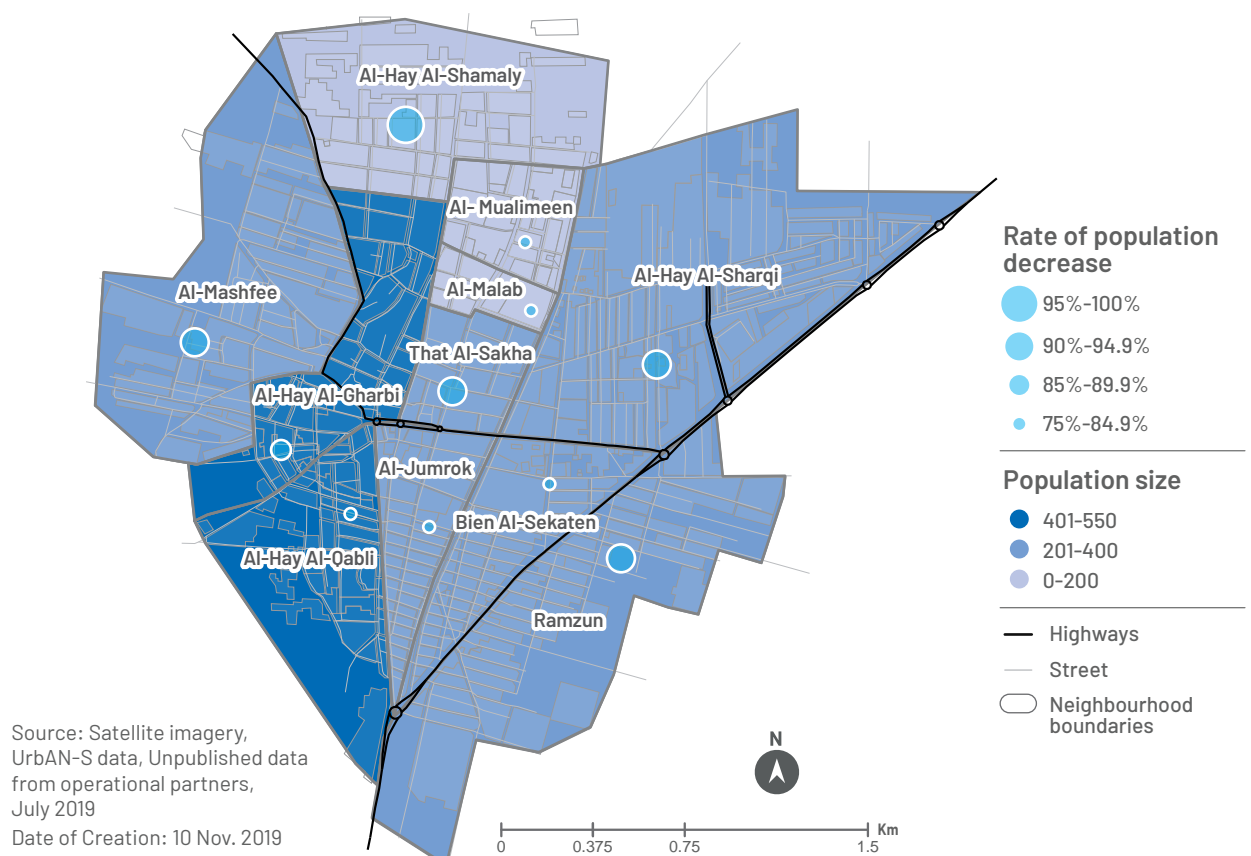 Al-Hay Al-Shamaly
Al- Mualimeen
Al-Hay Al-Sharqi
Al-Malab
Al-Mashfee
That Al-Sakha
Al-Hay Al-Gharbi
Al-Jumrok
Bien Al-Sekaten
Al-Hay Al-Qabli
Ramzun
Rate of population
decrease
95%-100%
90%-94.9%
85%-89.9%
75%-84.9%
Population size
401-550
201-400
0-200
Highways
Street
Neighbourhood
boundaries
Source: Satellite imagery,
UrbAN-S data, Unpublished data
from operational partners,
July 2019
Date of Creation: 10 Nov. 2019
N
Km
0 0.375 0.75 1.5